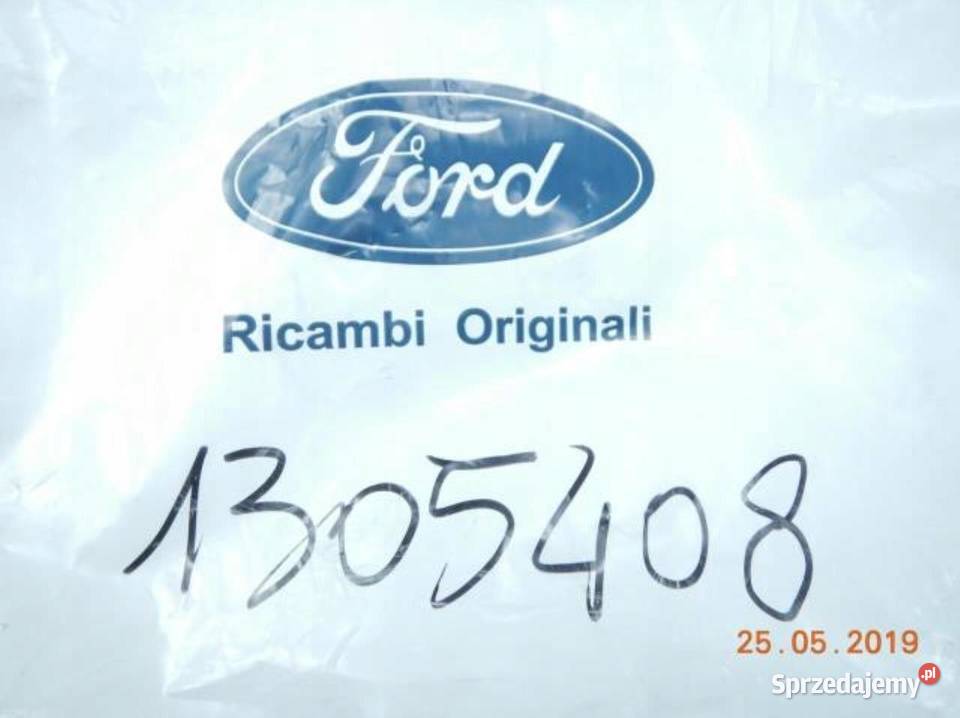 Ford
Ricambi Originali
1305408
25.05.2019
Sprzedajemy.pl